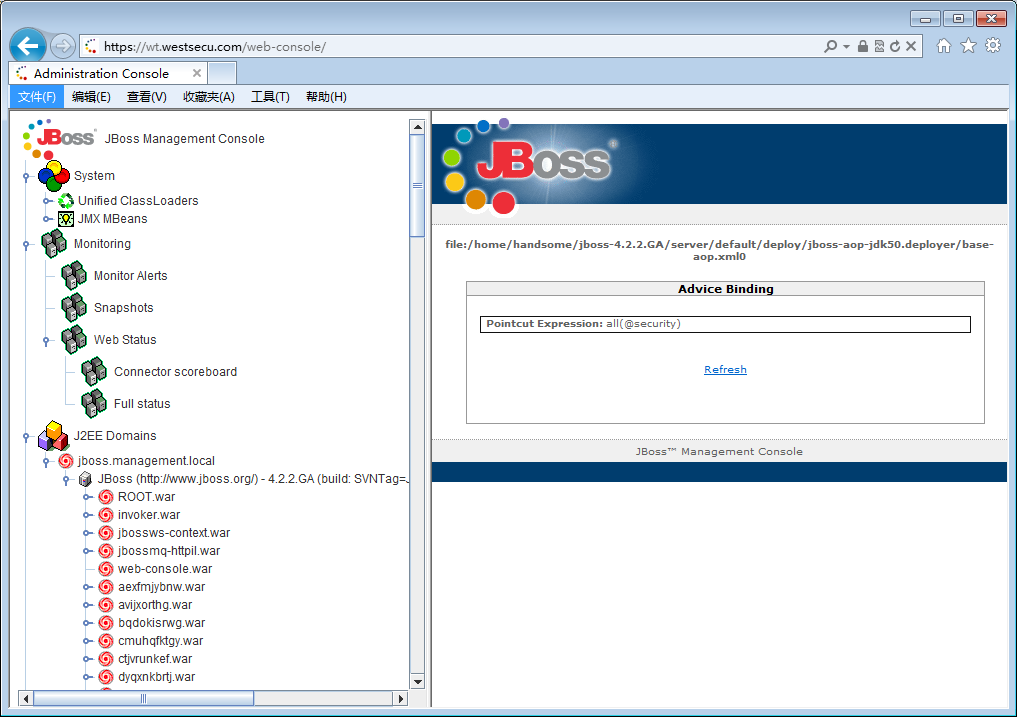 https://wt.westsecu.com/web-console/
Administration Console
文件(F) 编辑(E) 查看(V) 收藏夹(A) 工具(T) 帮助(H)
JBoss
JBoss Management Console
System
Unified ClassLoaders
JMX MBeans
Monitoring
Monitor Alerts
Snapshots
Web Status
Connector scoreboard
Full status
J2EE Domains
jboss.management.local
JBoss (http://www.jboss.org/) - 4.2.2.GA (build: SVNTag=J
ROOT.war
invoker.war
jbossws-context.war
jbossmq-httpil.war
web-console.war
aexfmjybnw.war
avijxorthg.war
bqdokisrwg.war
cmuhqfktgy.war
ctjvrunkef.war
dyqxnkbrtj.war
JBoss
file:/home/handsome/jboss-4.2.2.GA/server/default/deploy/jboss-aop-jdk50.deployer/base-
aop.xml0
Advice Binding
Pointcut Expression: all(@security)
Refresh
JBoss™ Management Console